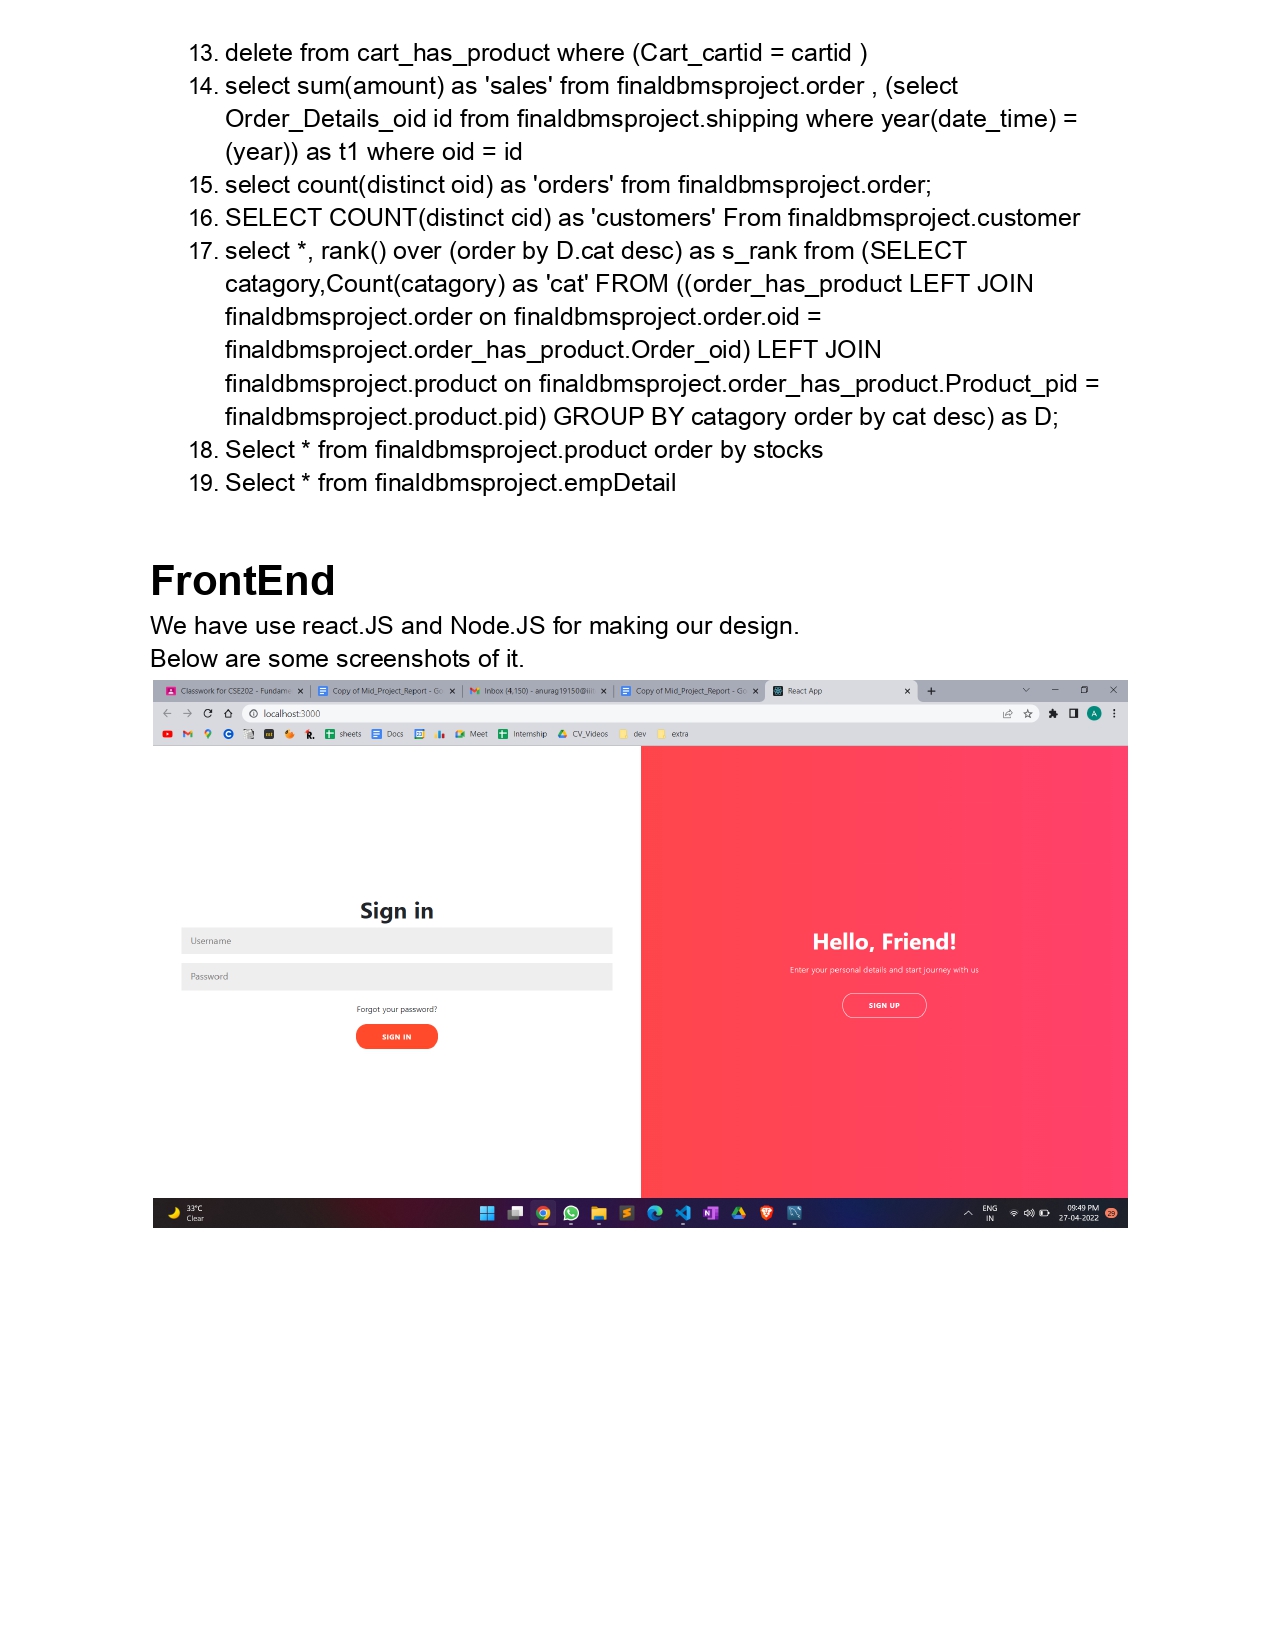 13. delete from cart_has_product where (Cart_cartid = cartid )
14. select sum(amount) as 'sales' from finaldbmsproject.order , (select
Order_Details_oid id from finaldbmsproject.shipping where year(date_time) =
(year)) as t1 where oid = id
15. select count(distinct oid) as 'orders' from finaldbmsproject.order;
16. SELECT COUNT(distinct cid) as 'customers' From finaldbmsproject.customer
17. select *, rank() over (order by D.cat desc) as s_rank from (SELECT
catagory,Count(catagory) as 'cat' FROM ((order_has_product LEFT JOIN
finaldbmsproject.order on finaldbmsproject.order.oid =
finaldbmsproject.order_has_product.Order_oid) LEFT JOIN
finaldbmsproject.product on finaldbmsproject.order_has_product.Product_pid =
finaldbmsproject.product.pid) GROUP BY catagory order by cat desc) as D;
18. Select * from finaldbmsproject.product order by stocks
19. Select * from finaldbmsproject.empDetail
FrontEnd
We have use react.JS and Node.JS for making our design.
Below are some screenshots of it.
Classwork for CSE202 - Fundame Copy of Mid_Project_Report - Go Inbox (4,150) - anurag19150@iiit Copy of Mid_Project_Report - Go React App
localhost:3000 A
sheets Docs Meet Internship CV_Videos dev extra
Sign in
Username
Password
Forgot your password?
SIGN IN
Hello, Friend!
Enter your personal details and start journey with us
SIGN UP
33°C
Clear
ENG
IN
09:49 PM
27-04-2022
29